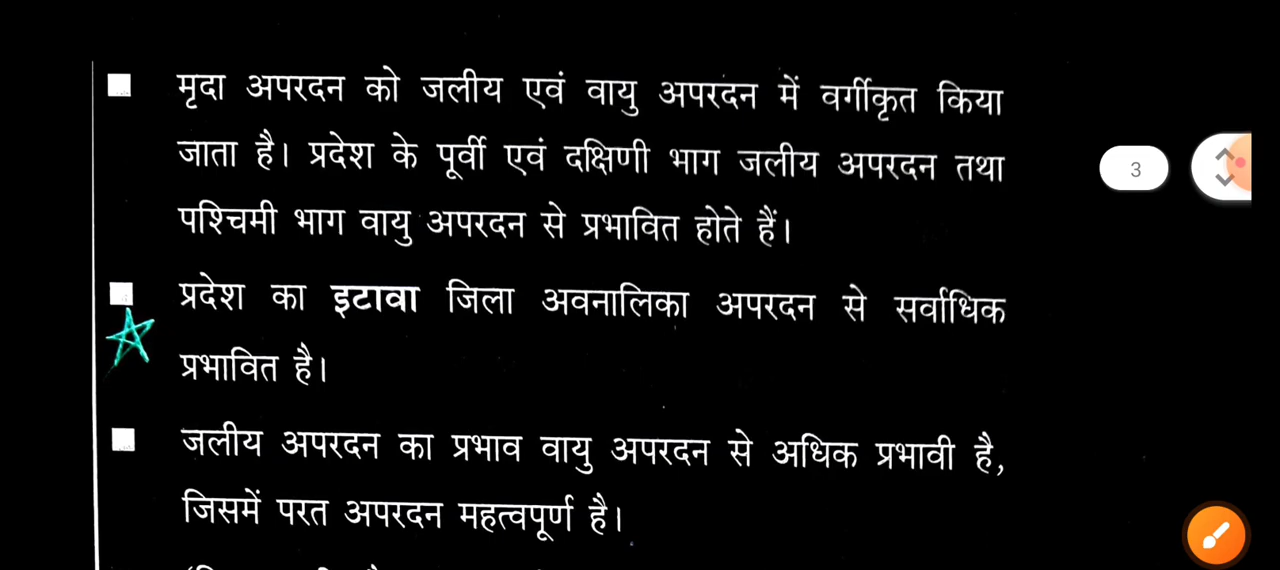 मृदा अपरदन को जलीय एवं वायु अपरदन में वर्गीकृत किया
जाता है। प्रदेश के पूर्वी एवं दक्षिणी भाग जलीय अपरदन तथा
पश्चिमी भाग वायु अपरदन से प्रभावित होते हैं।
3
प्रदेश का इटावा जिला अवनालिका अपरदन से सर्वाधिक
प्रभावित है।
जलीय अपरदन का प्रभाव वायु अपरदन से अधिक प्रभावी है,
जिसमें परत अपरदन महत्वपूर्ण है।